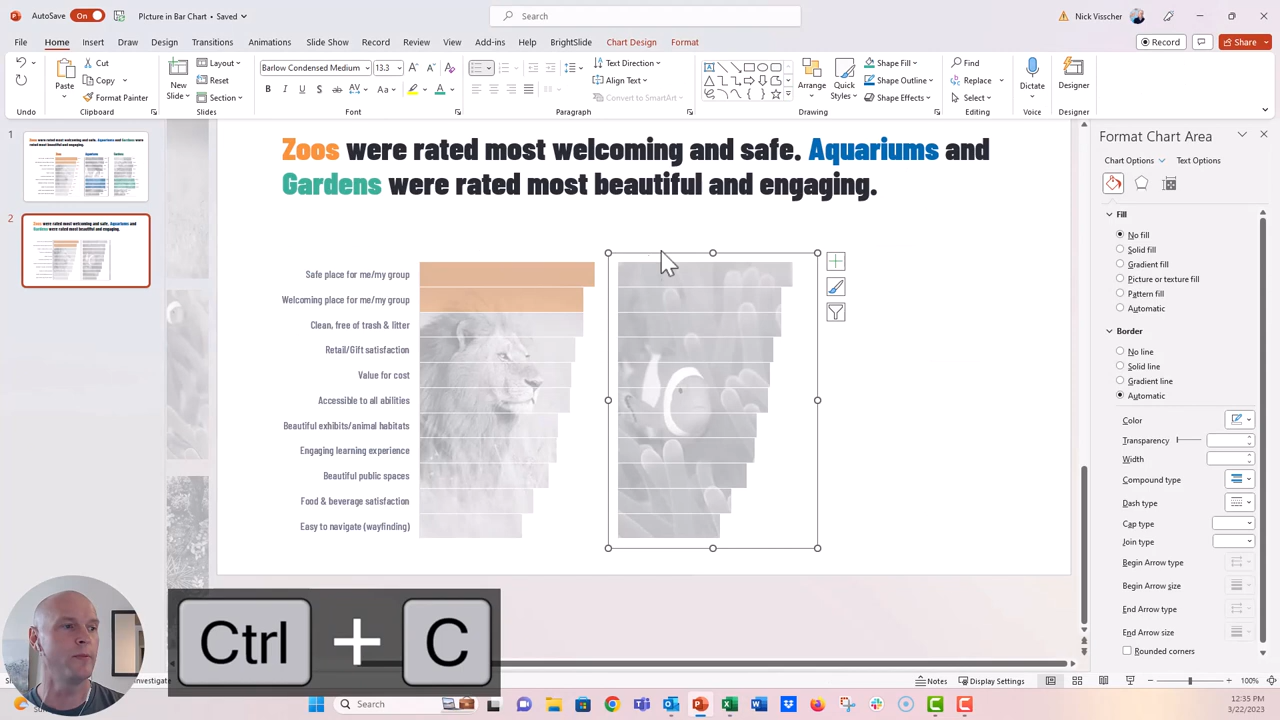 AutoSave On Picture in Bar Chart • Saved Search Nick Visscher
File Home Insert Draw Design Transitions Animations Slide Show Record Review View Add-ins Help BrightSlide Chart Design Format Record Share
Paste Cut Copy Format Painter New Slide Layout Reset Section Barlow Condensed Medium 13.3 Text Direction Align Text Convert to SmartArt Arrange Quick Styles Shape Fill Shape Outline Shape Effects Find Replace Select Dictate Designer
Undo Clipboard Slides Font Paragraph Drawing Editing Voice Designer
1
2
Zoos were rated most welcoming and safe. Aquariums and
Gardens were rated most beautiful and engaging.
Safe place for me/my group
Welcoming place for me/my group
Clean, free of trash & litter
Retail/Gift satisfaction
Value for cost
Accessible to all abilities
Beautiful exhibits/animal habitats
Engaging learning experience
Beautiful public spaces
Food & beverage satisfaction
Easy to navigate (wayfinding)
Format Chart Area
Chart Options Text Options
Fill
No fill
Solid fill
Gradient fill
Picture or texture fill
Pattern fill
Automatic
Border
No line
Solid line
Gradient line
Automatic
Color
Transparency
Width
Compound type
Dash type
Cap type
Join type
Begin Arrow type
Begin Arrow size
End Arrow type
End Arrow size
Rounded corners
Ctrl + C
Investigate Notes Display Settings 100%
Search 12:35 PM
3/22/2023